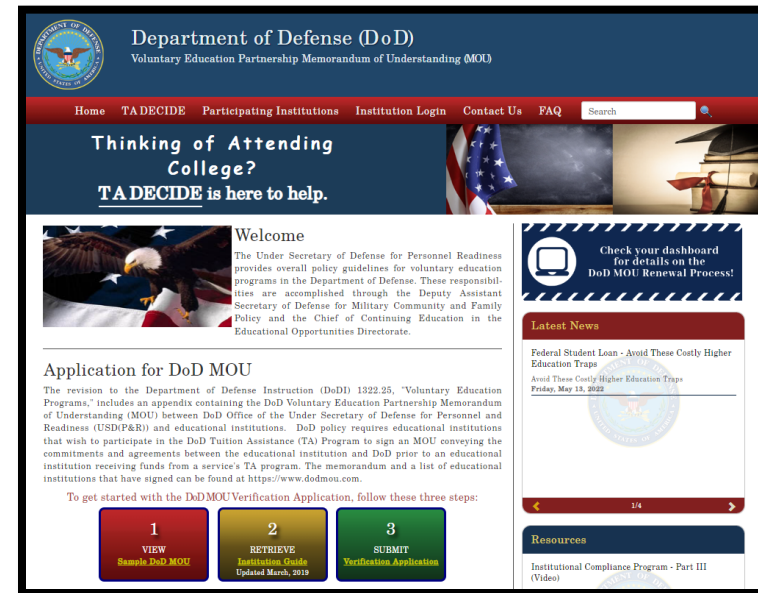 Department of Defense (DoD)
Voluntary Education Partnership Memorandum of Understanding (MOU)
Home TA DECIDE Participating Institutions Institution Login Contact Us FAQ Search
Thinking of Attending
College?
TA DECIDE is here to help.
Welcome
The Under Secretary of Defense for Personnel Readiness
provides overall policy guidelines for voluntary education
programs in the Department of Defense. These responsibil-
ities are accomplished through the Deputy Assistant
Secretary of Defense for Military Community and Family
Policy and the Chief of Continuing Education in the
Educational Opportunities Directorate.
Application for DoD MOU
The revision to the Department of Defense Instruction (DoDI) 1322.25, "Voluntary Education
Programs," includes an appendix containing the DoD Voluntary Education Partnership Memorandum
of Understanding (MOU) between DoD Office of the Under Secretary of Defense for Personnel and
Readiness (USD(P&R)) and educational institutions. DoD policy requires educational institutions
that wish to participate in the DoD Tuition Assistance (TA) Program to sign an MOU conveying the
commitments and agreements between the educational institution and DoD prior to an educational
institution receiving funds from a service's TA program. The memorandum and a list of educational
institutions that have signed can be found at https://www.dodmou.com.
To get started with the DoD MOU Verification Application, follow these three steps:
1
VIEW
Sample DoD MOU
2
RETRIEVE
Institution Guide
Updated March, 2019
3
SUBMIT
Verification Application
Check your dashboard
for details on the
DoD MOU Renewal Process!
Latest News
Federal Student Loan - Avoid These Costly Higher
Education Traps
Avoid These Costly Higher Education Traps
Friday, May 13, 2022
1/4
Resources
Institutional Compliance Program - Part III
(Video)